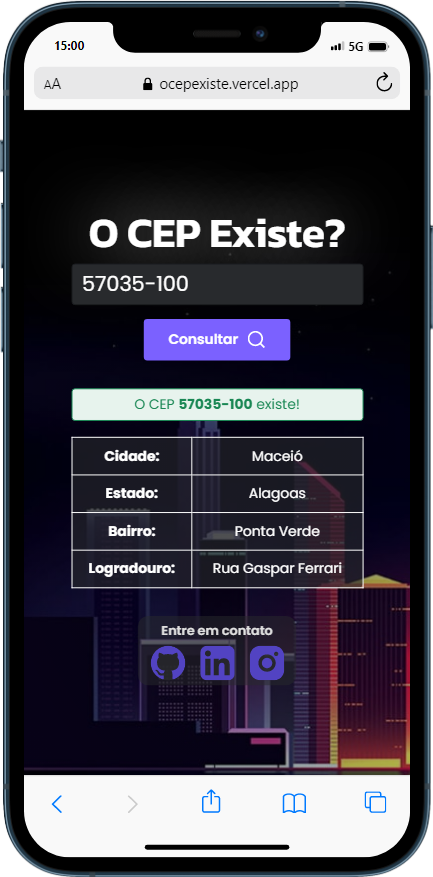 15:00
5G
AA
ocepexiste.vercel.app
O CEP Existe?
57035-100
Consultar
O CEP 57035-100 existe!
Cidade: Maceió
Estado: Alagoas
Bairro: Ponta Verde
Logradouro: Rua Gaspar Ferrari
Entre em contato
in